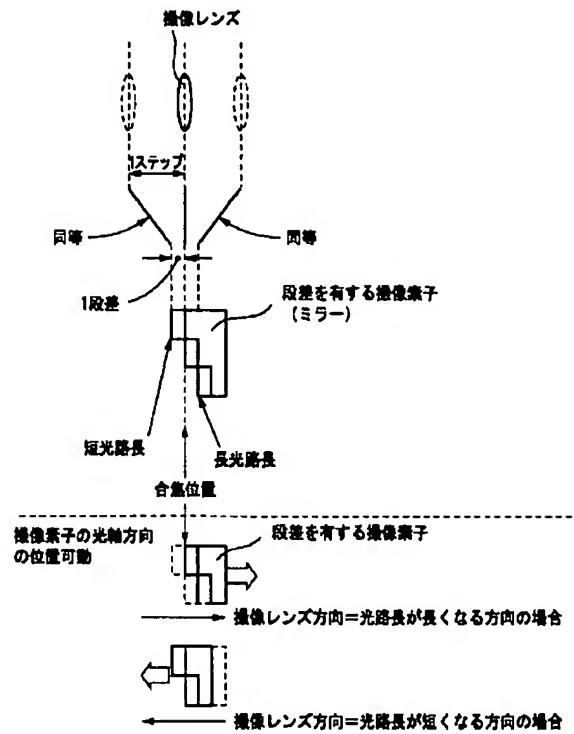 撮像レンズ
1ステップ
同等
同等
1段差
段差を有する撮像素子
(ミラー)
短光路長
長光路長
合焦位置
撮像素子の光軸方向
の位置可動
段差を有する撮像素子
撮像レンズ方向=光路長が長くなる方向の場合
撮像レンズ方向=光路長が短くなる方向の場合